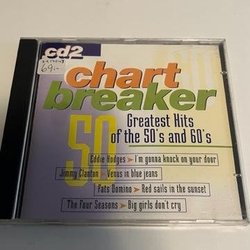 cd2
69:-
chart
breaker
50
Greatest Hits
of the 50's and 60's
Eddie Hodges > I'm gonna knock on your door
Jimmy Clanton > Venus in blue jeans
Fats Domino > Red sails in the sunset
The Four Seasons > Big girls don't cry